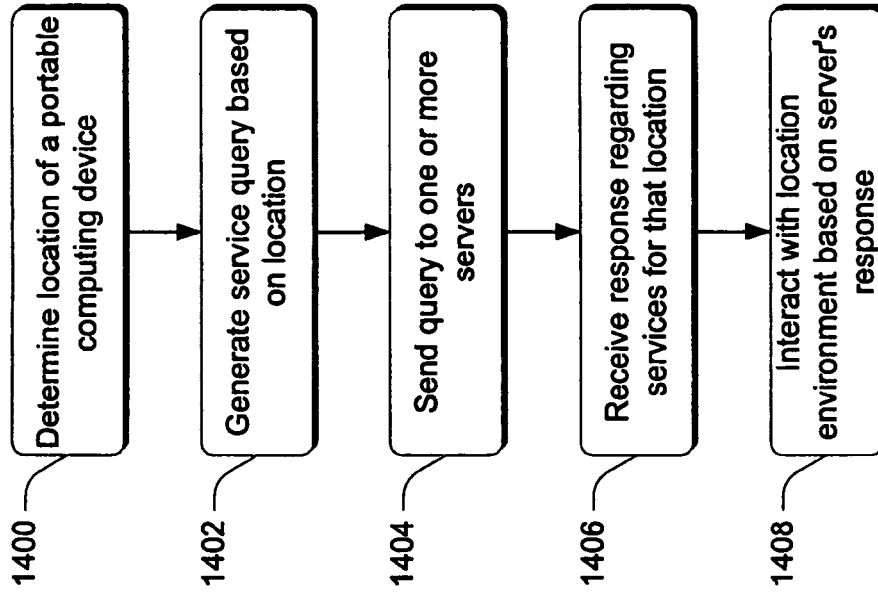 1400
Determine location of a portable
computing device
1402
Generate service query based
on location
1404
Send query to one or more
servers
1406
Receive response regarding
services for that location
1408
Interact with location
environment based on server's
response